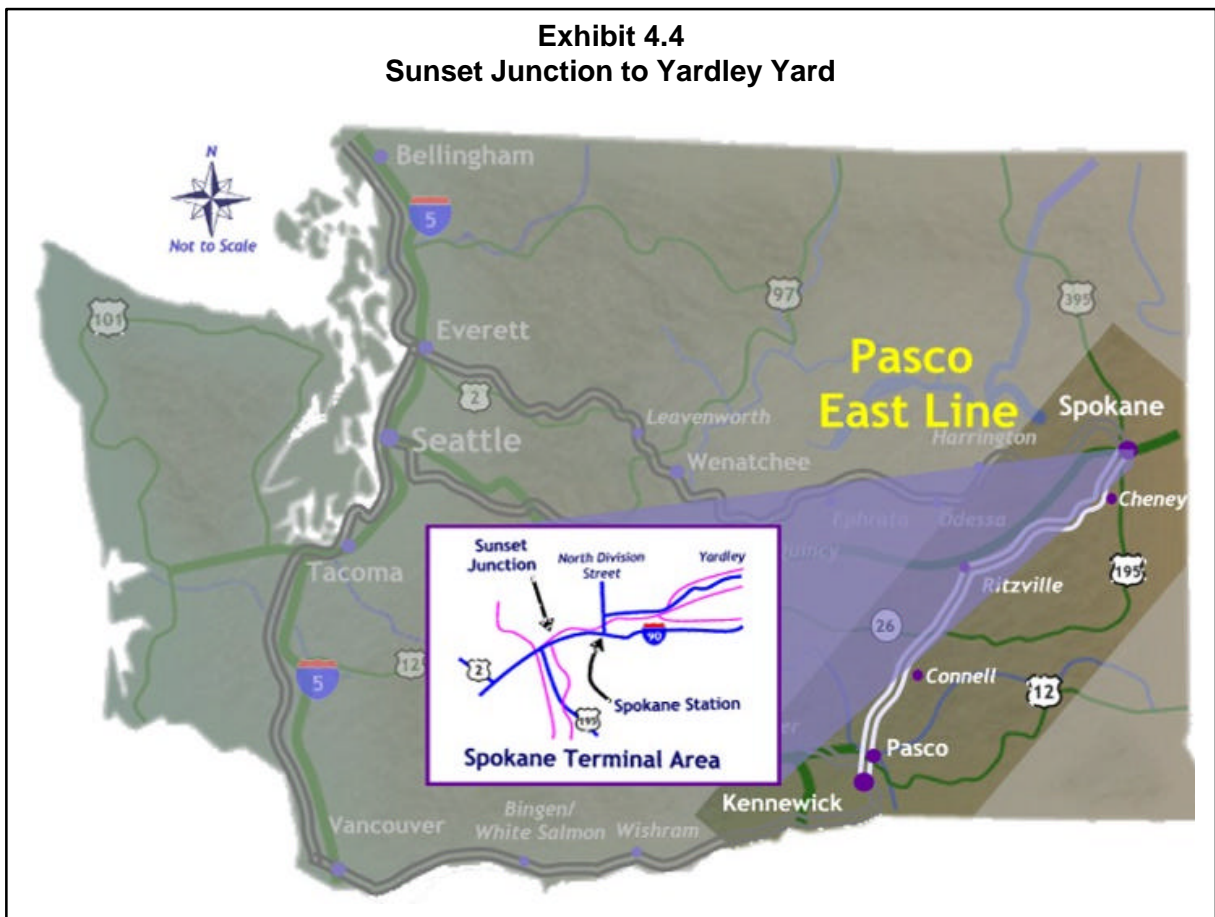 Exhibit 4.4
Sunset Junction to Yardley Yard
N
Not to Scale
Bellingham
5
101
97
395
Everett
2
Pasco
East Line
Spokane
Leavenworth
Harrington
Seattle
Wenatchee
Cheney
Ephrata
Odessa
Quincy
195
Ritzville
Tacoma
26
12
5
Connell
12
Pasco
Kennewick
Sunset
Junction
North Division
Street
Yardley
90
2
195
Spokane Station
Spokane Terminal Area
Vancouver
Bingen/
White Salmon
Wishram